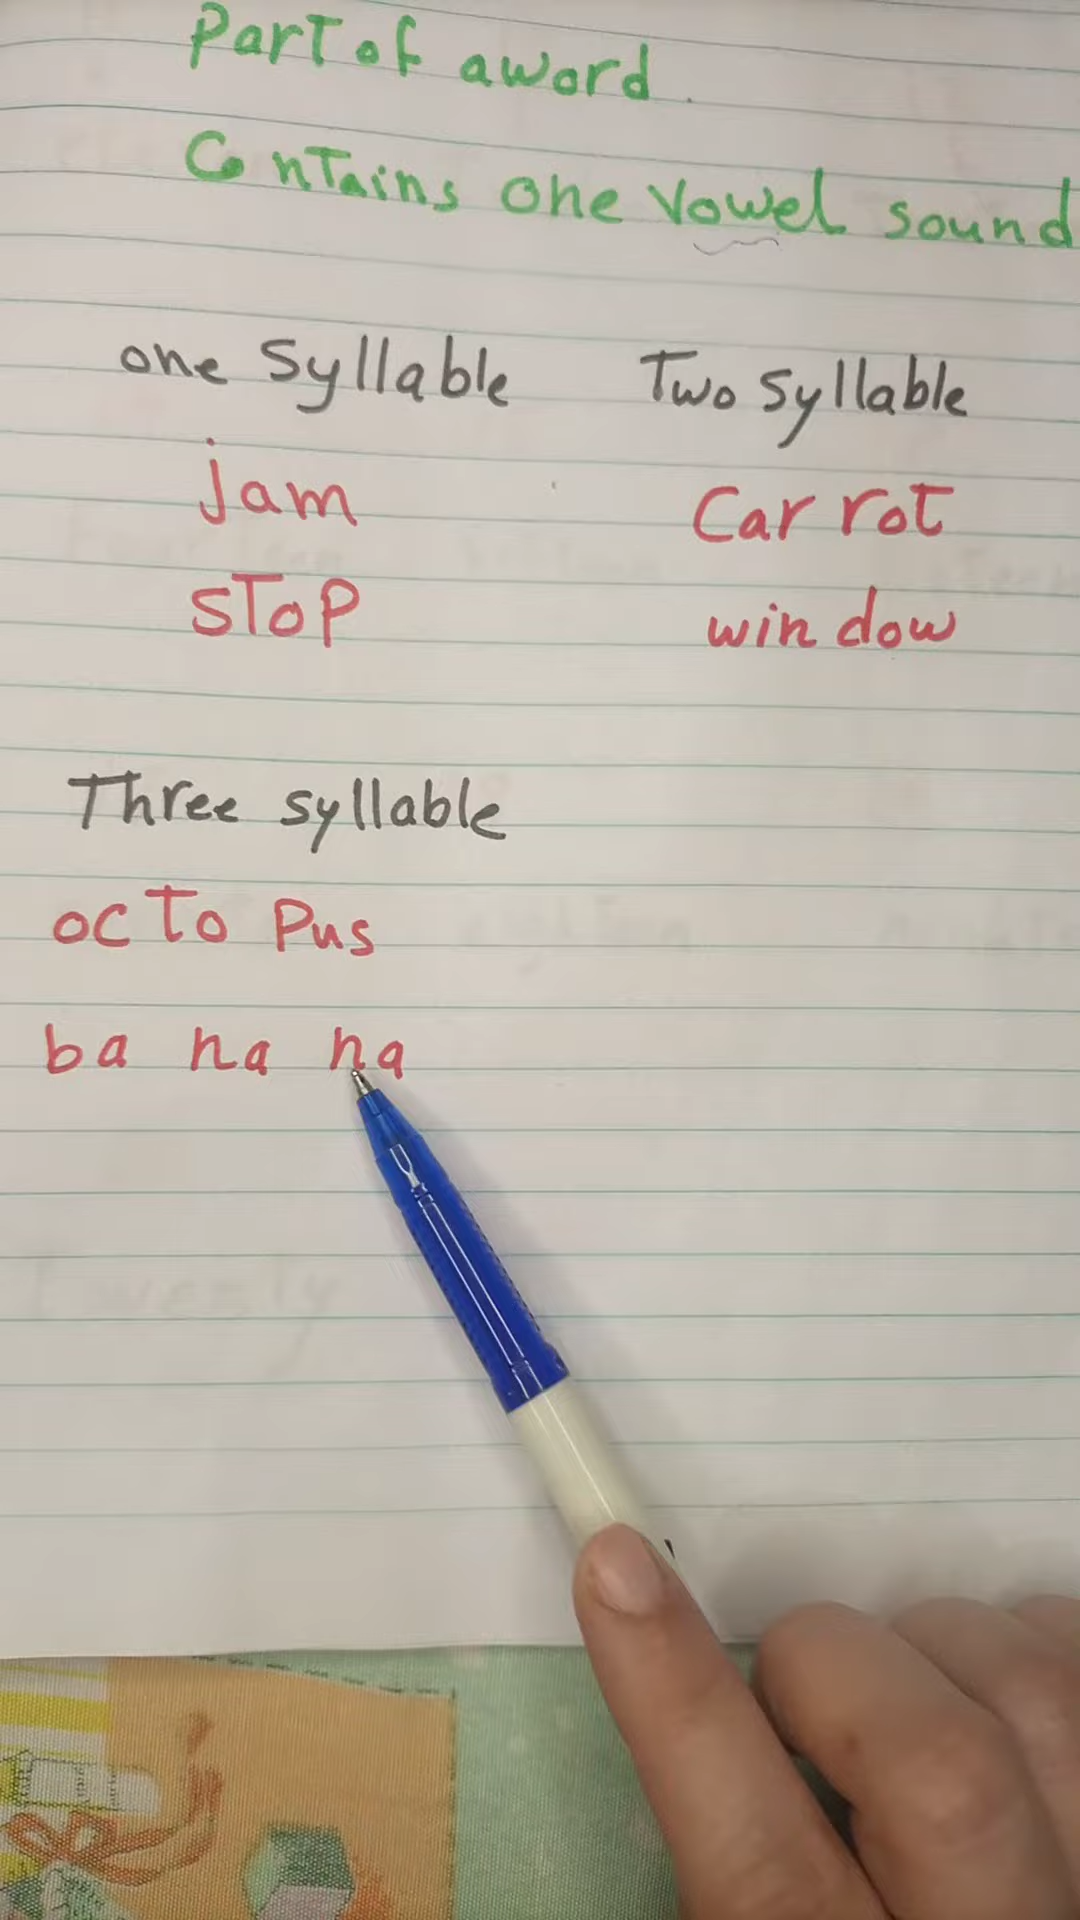 Part of a word.
Contains one vowel sound
one syllable
Two syllable
jam
car rot
STOP
win dow
Three syllable
oc To Pus
ba na na